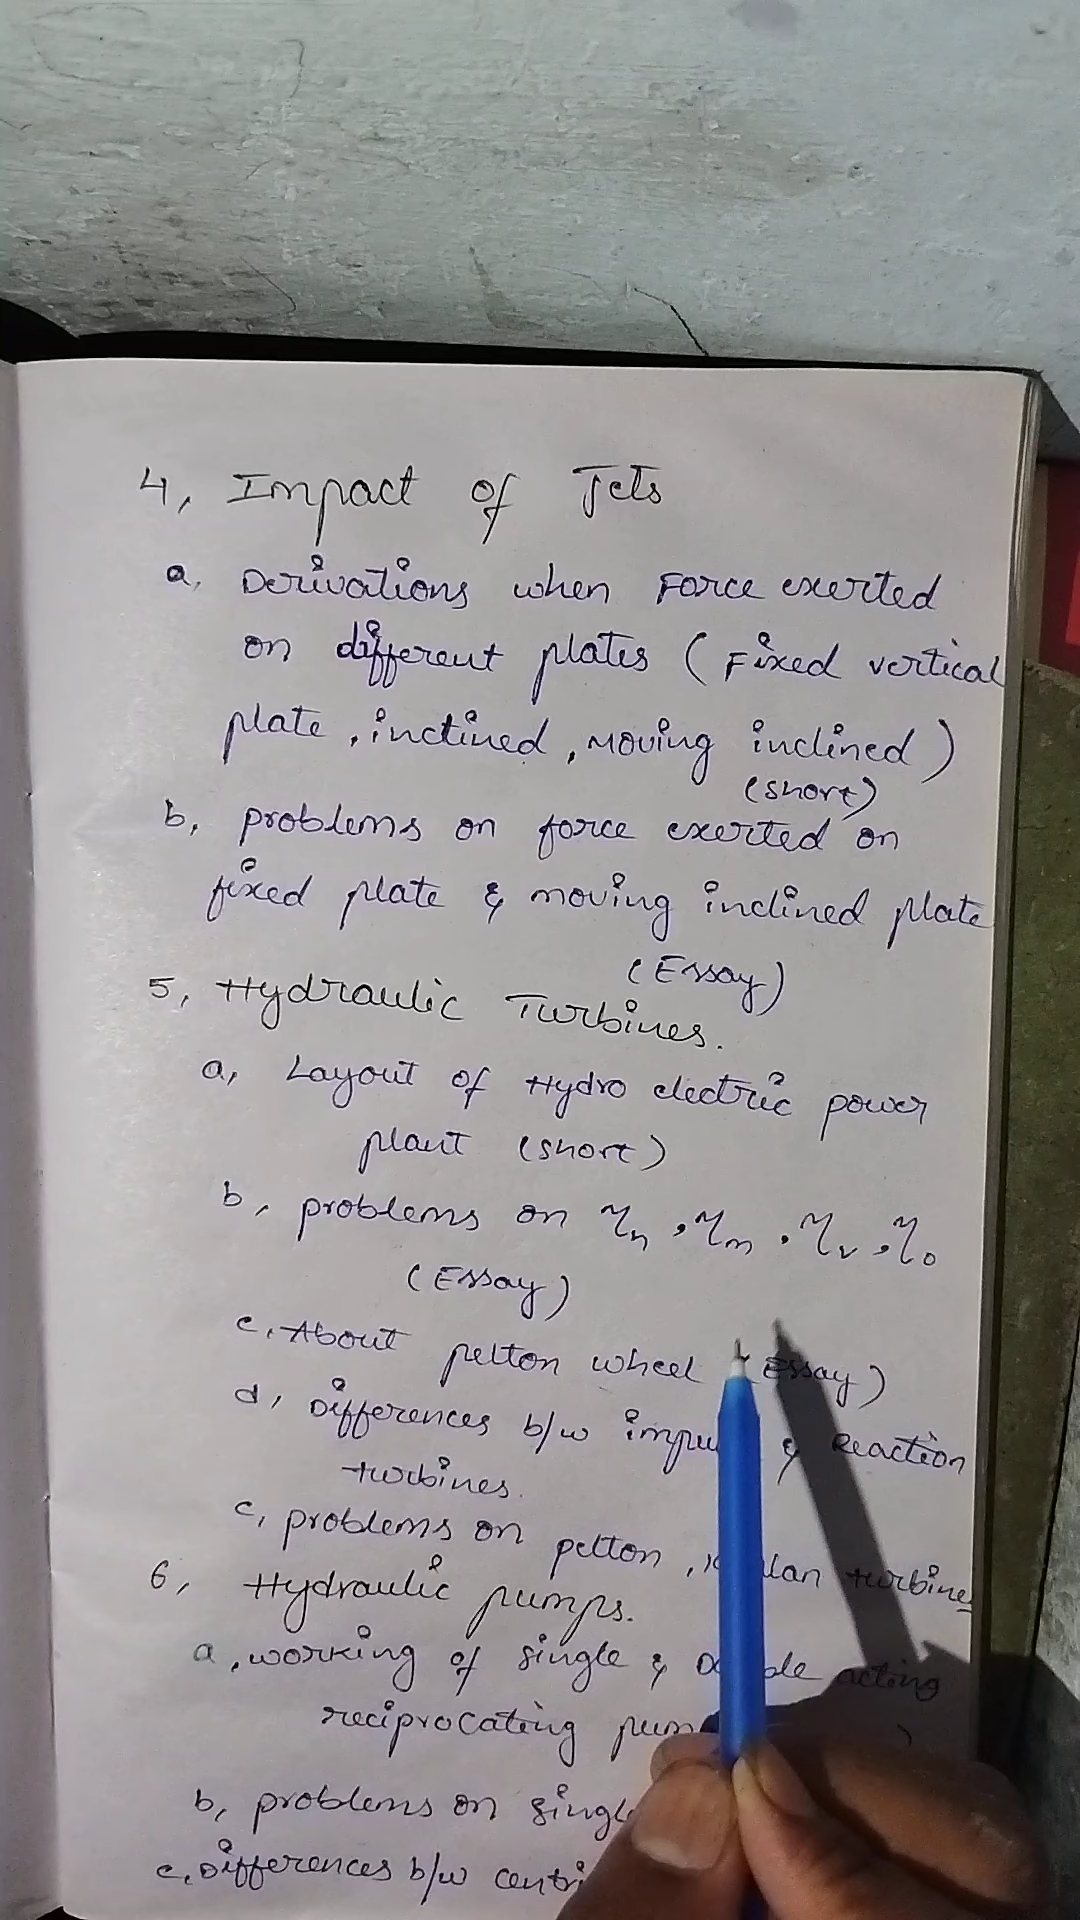 4, Impact of Jets
a, Derivations when Force exerted
on different plates ( Fixed vertical
plate, inclined, moving inclined )
(short)
b, problems on force exerted on
fixed plate & moving inclined plate
(Essay)
5, Hydraulic Turbines.
a, Layout of Hydro electric power
plant (short)
b, problems on ηn, ηm, ηv, ηo
(Essay)
c, About pelton wheel (Essay)
d, Differences b/w & Reaction
turbines.
c, problems on pelton, turbines
6, Hydraulic pumps.
a, working of single & acting
reciprocating
b, problems on
c, Differences b/w